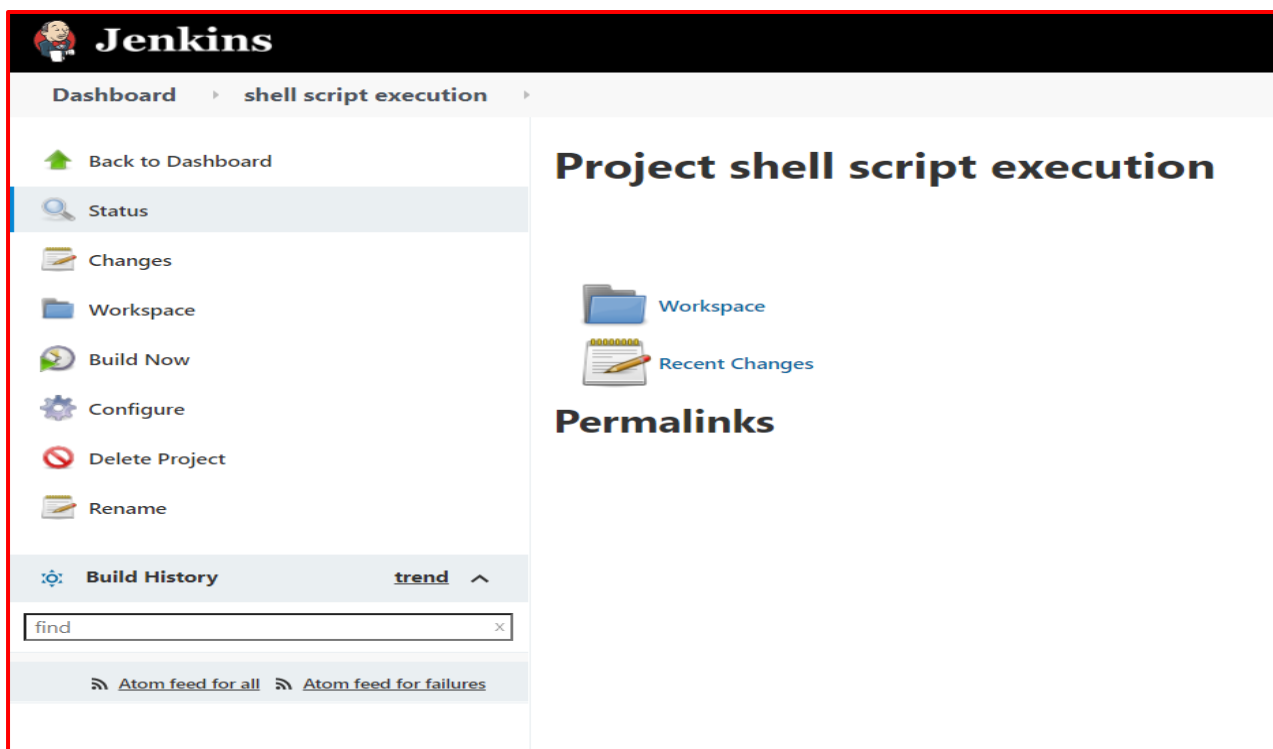 Jenkins
Dashboard shell script execution
Back to Dashboard
Status
Changes
Workspace
Build Now
Configure
Delete Project
Rename
Build History trend
find
Atom feed for all Atom feed for failures
Project shell script execution
Workspace
Recent Changes
Permalinks